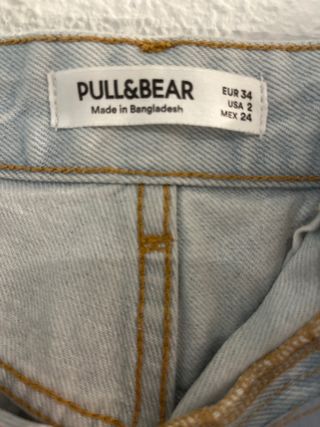 PULL&BEAR
Made in Bangladesh
EUR 34
USA 2
MEX 24